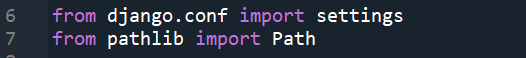 6 from django.conf import settings
7 from pathlib import Path